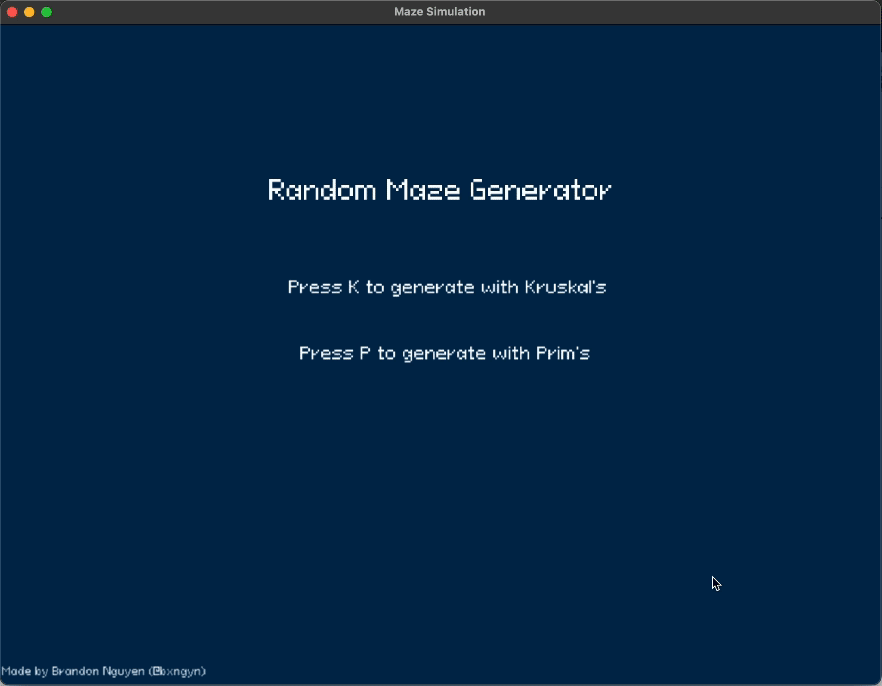 Maze Simulation
Random Maze Generator
Press K to generate with Kruskal's
Press P to generate with Prim's
Made by Brandon Nguyen (@bxngyn)